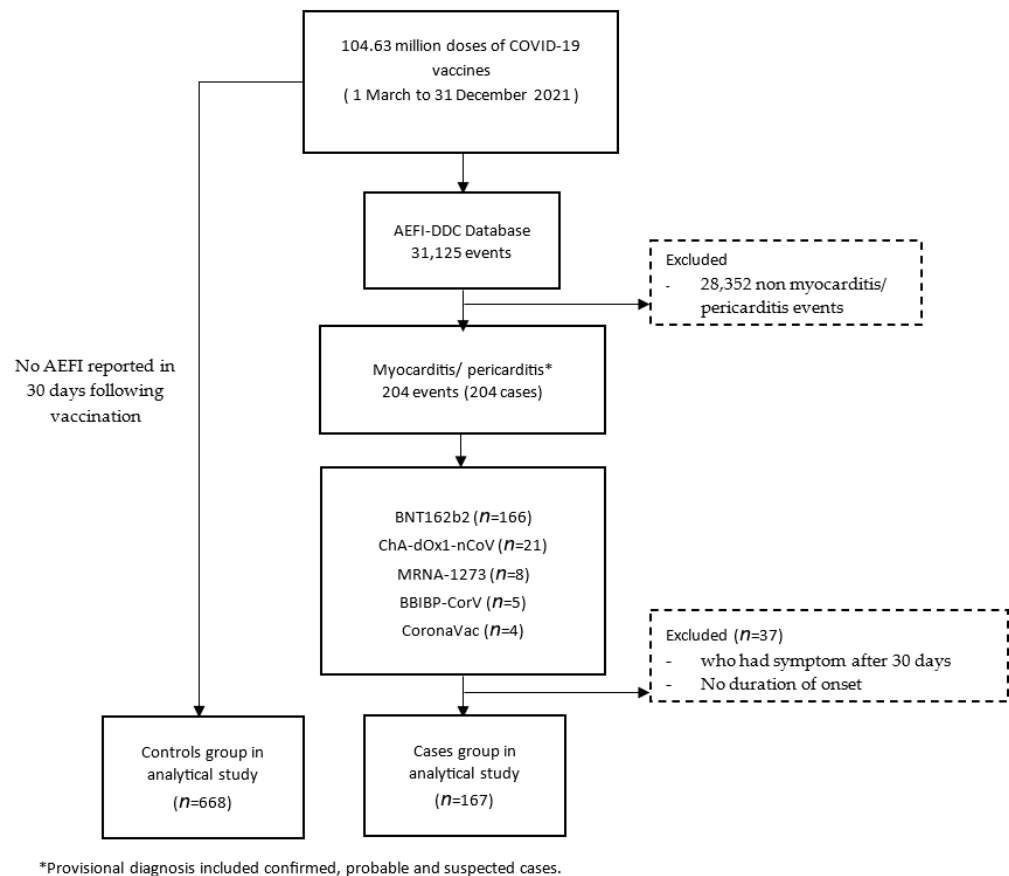 104.63 million doses of COVID-19
vaccines
( 1 March to 31 December 2021 )
AEFI-DDC Database
31,125 events
Excluded
- 28,352 non myocarditis/
pericarditis events
No AEFI reported in
30 days following
vaccination
Myocarditis/ pericarditis*
204 events (204 cases)
BNT162b2 (n=166)
ChA-dOx1-nCoV (n=21)
MRNA-1273 (n=8)
BBIBP-CorV (n=5)
CoronaVac (n=4)
Excluded (n=37)
- who had symptom after 30 days
- No duration of onset
Controls group in
analytical study
(n=668)
Cases group in
analytical study
(n=167)
*Provisional diagnosis included confirmed, probable and suspected cases.